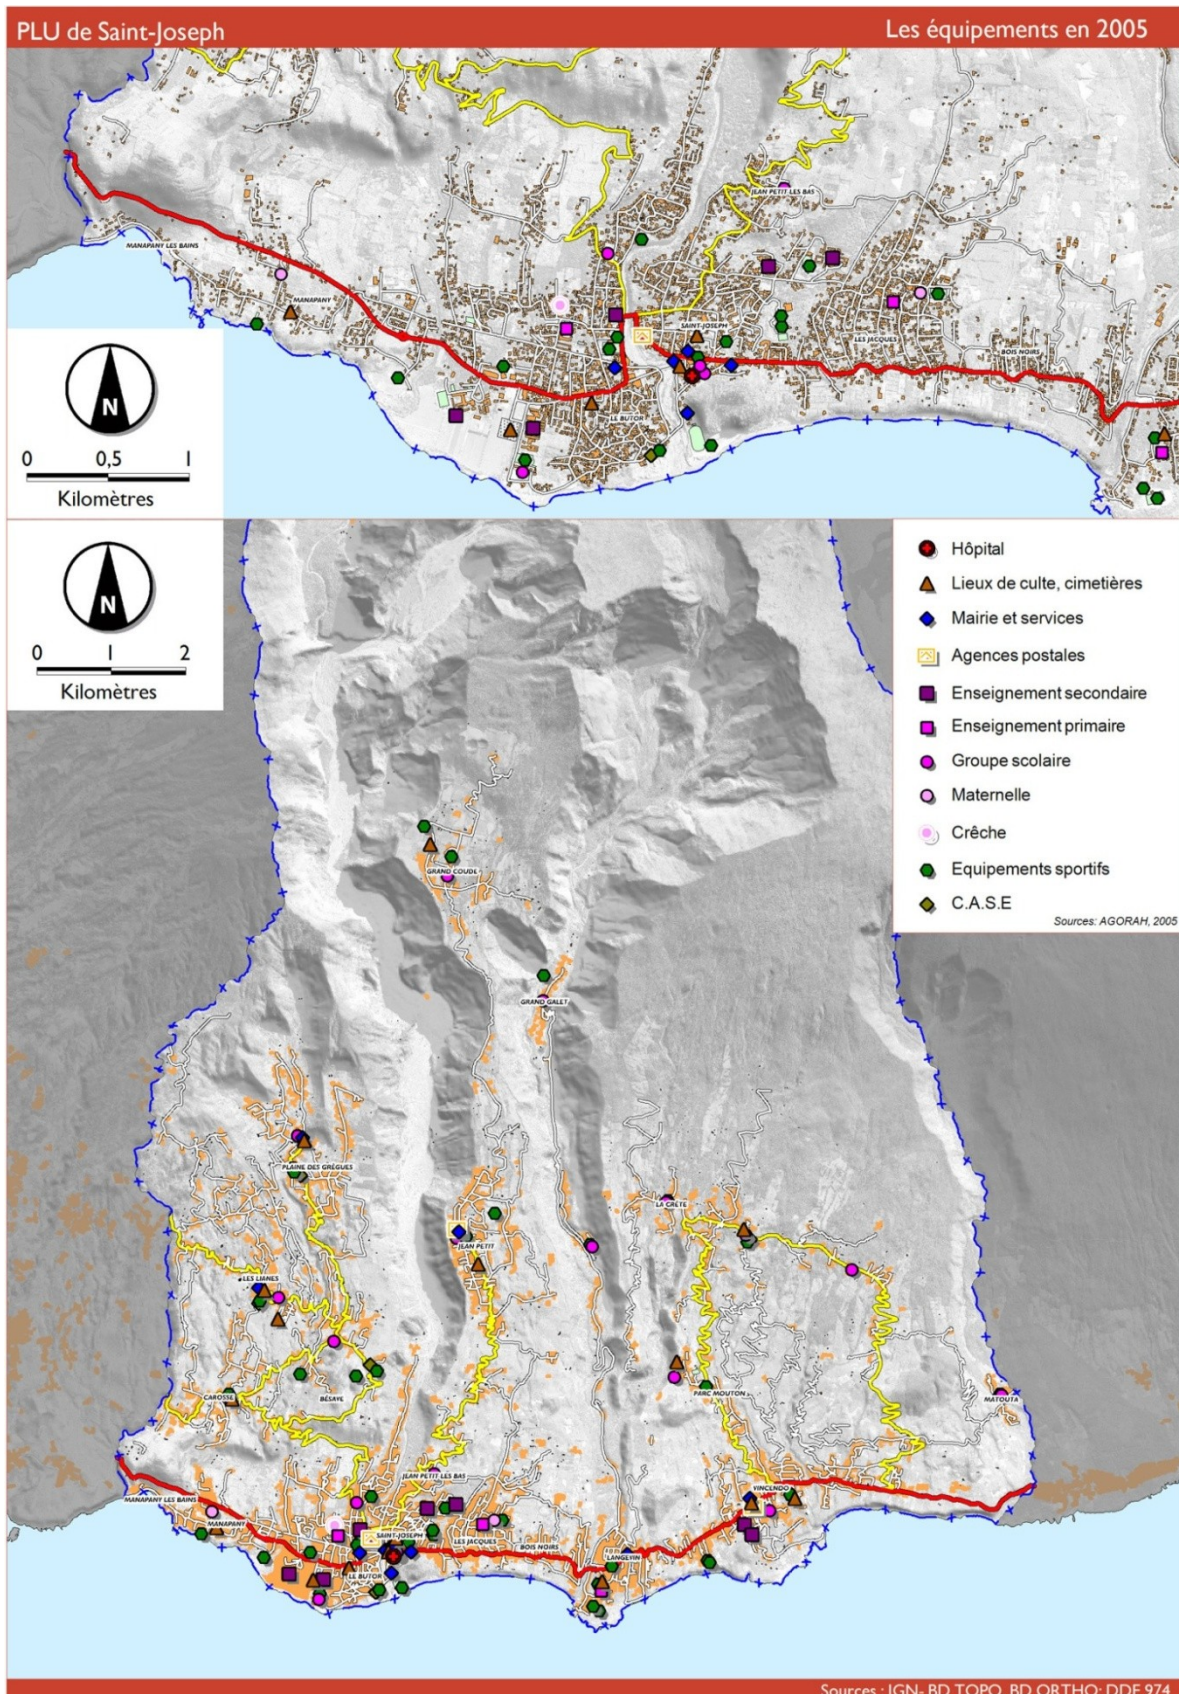 PLU de Saint-Joseph
Les équipements en 2005
JEAN PETIT LES BAS
MANAPANY LES BAINS
MANAPANY
SAINT-JOSEPH
LES JACQUES
BOIS NOIRS
LE BUTOR
N
0 0,5 1
Kilomètres
N
0 1 2
Kilomètres
Hôpital
Lieux de culte, cimetières
Mairie et services
Agences postales
Enseignement secondaire
Enseignement primaire
Groupe scolaire
Maternelle
Crêche
Equipements sportifs
C.A.S.E
Sources: AGORAH, 2005
GRAND COUDE
GRAND GALET
PLAINE DES GRÈGUES
LA CRETE
JEAN PETIT
LES LIANES
CAROSSE
BÉSAVE
PARC MOUTON
MATOUTA
JEAN PETIT LES BAS
VINCENDO
MANAPANY LES BAINS
MANAPANY
SAINT-JOSEPH
LES JACQUES
BOIS NOIRS
LANGEVIN
LE BUTOR
Sources : IGN- BD TOPO, BD ORTHO; DDE 974